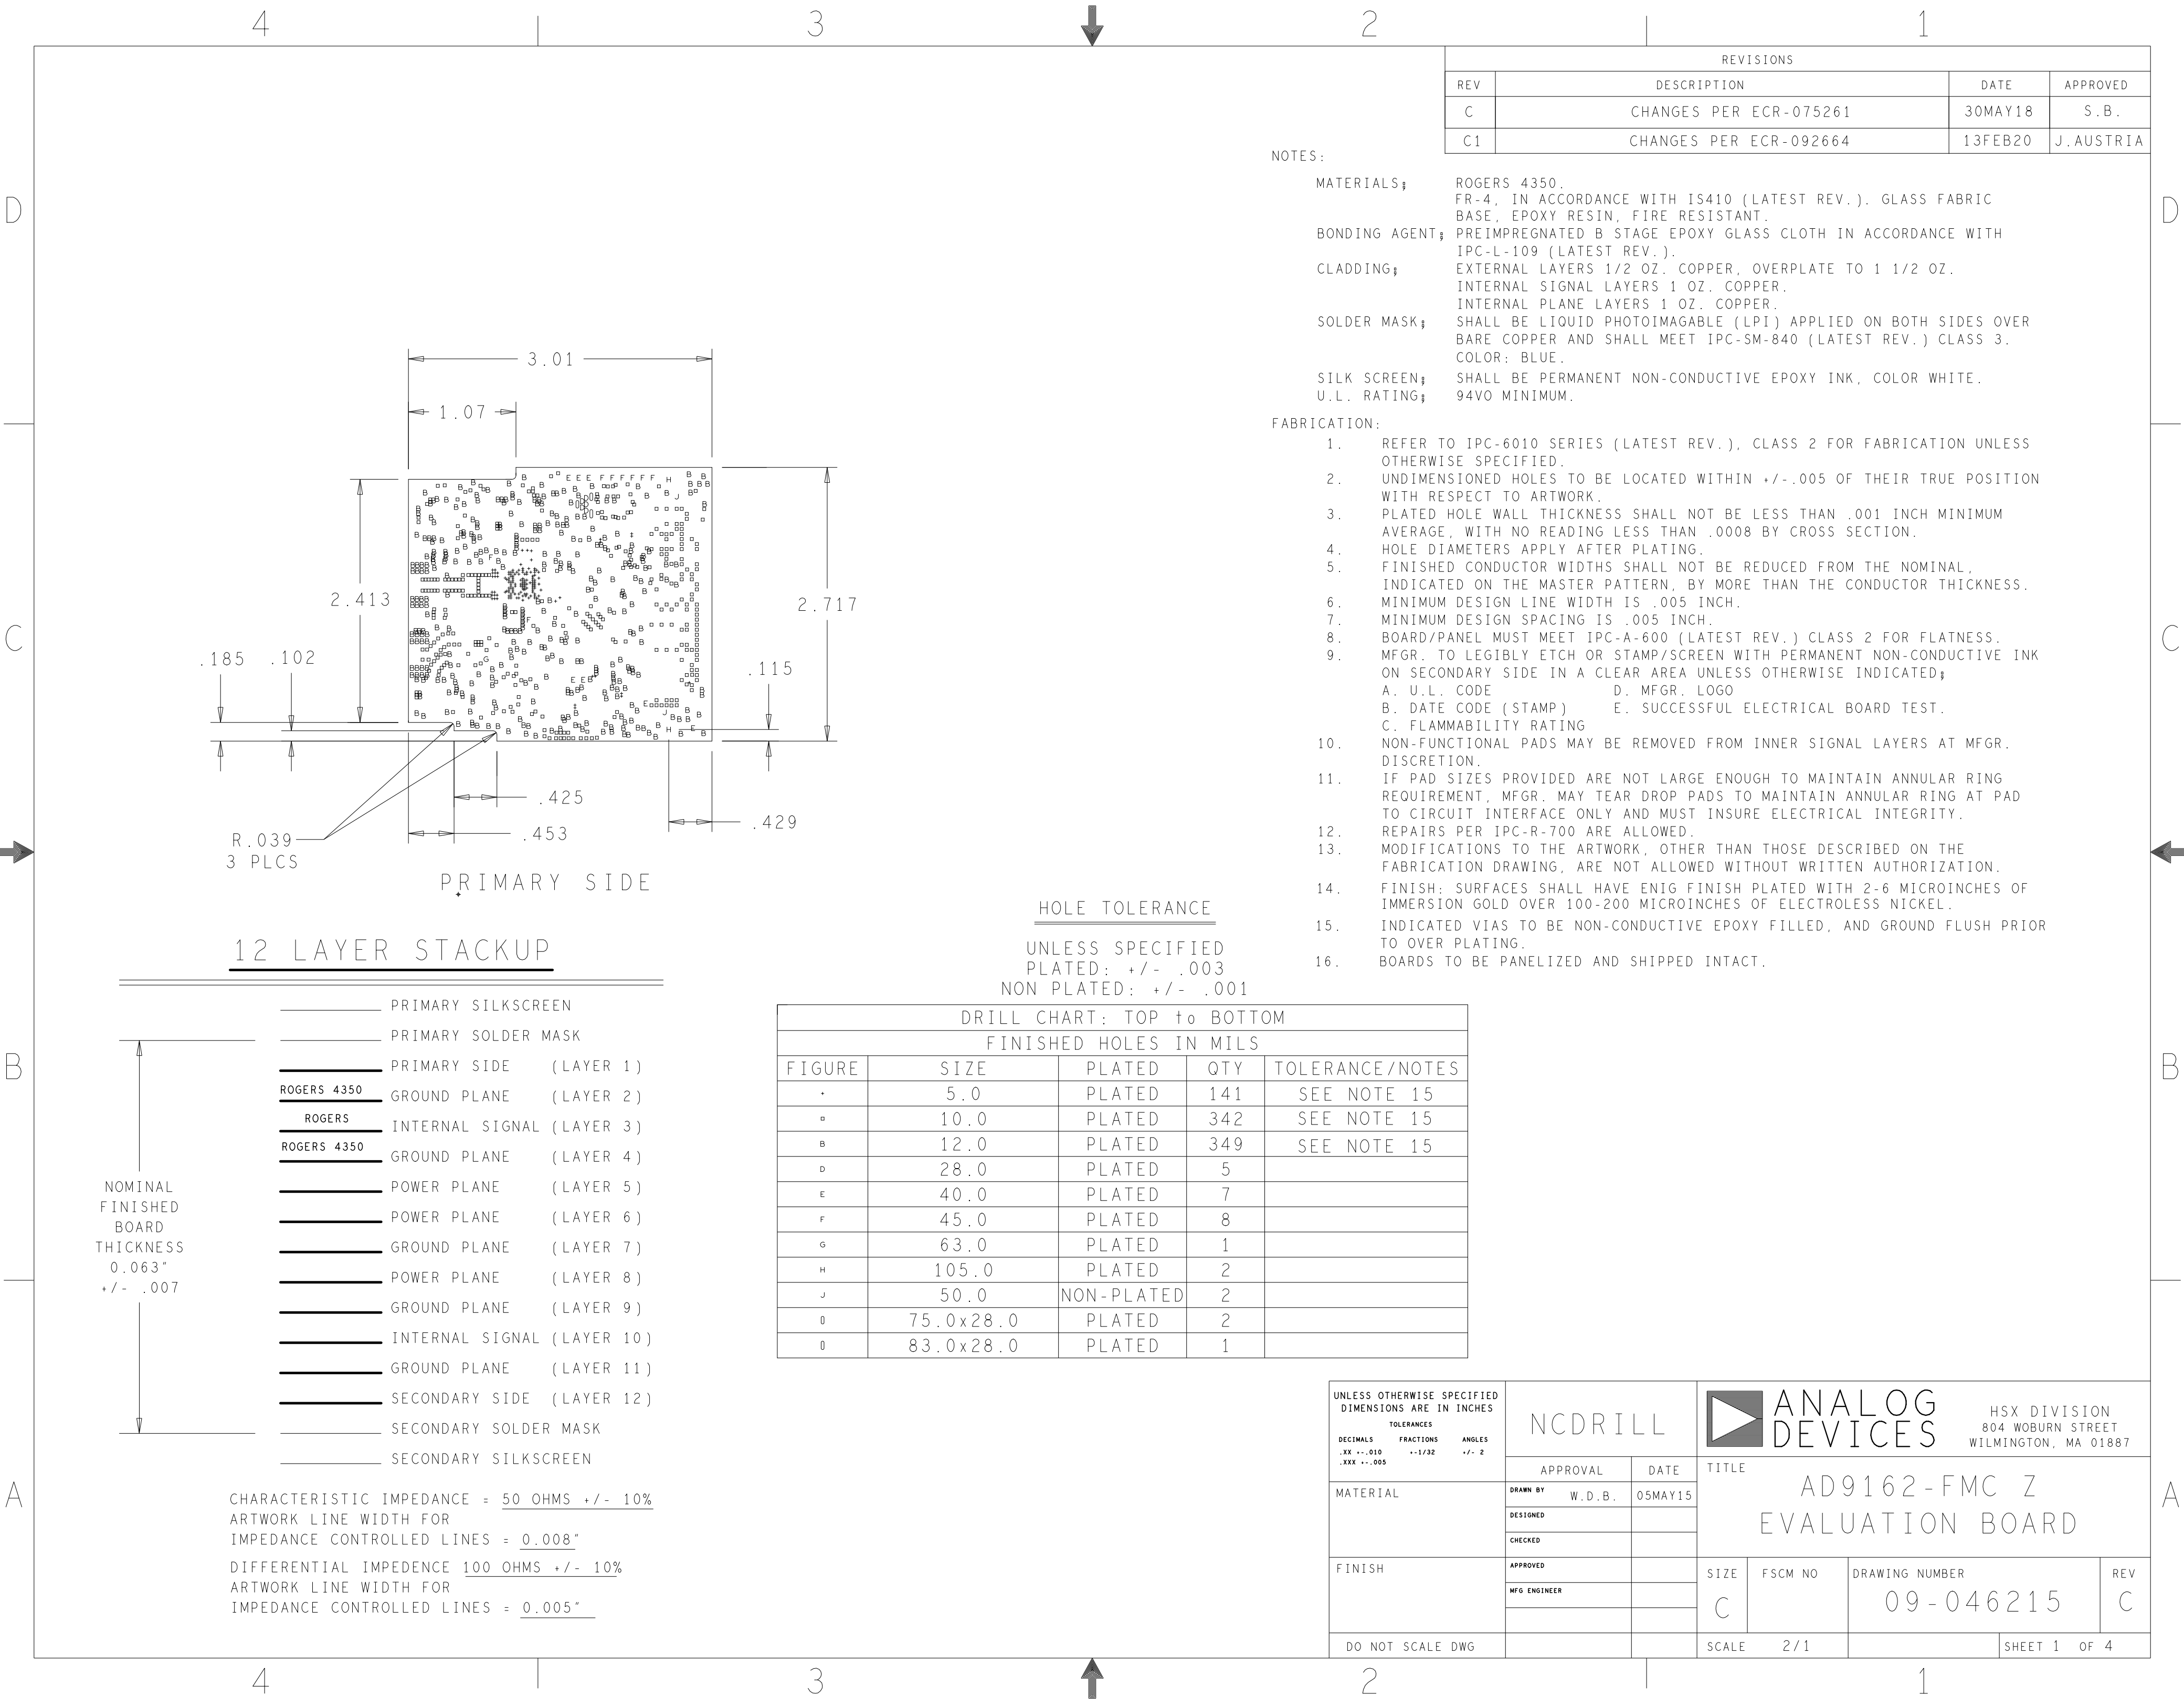 4 3 2 1
REVISIONS
REV DESCRIPTION DATE APPROVED
C CHANGES PER ECR-075261 30MAY18 S.B.
C1 CHANGES PER ECR-092664 13FEB20 J.AUSTRIA
NOTES:
MATERIALS; ROGERS 4350.
FR-4, IN ACCORDANCE WITH IS410 (LATEST REV.). GLASS FABRIC
BASE, EPOXY RESIN, FIRE RESISTANT.
BONDING AGENT; PREIMPREGNATED B STAGE EPOXY GLASS CLOTH IN ACCORDANCE WITH
IPC-L-109 (LATEST REV.).
CLADDING; EXTERNAL LAYERS 1/2 OZ. COPPER, OVERPLATE TO 1 1/2 OZ.
INTERNAL SIGNAL LAYERS 1 OZ. COPPER.
INTERNAL PLANE LAYERS 1 OZ. COPPER.
SOLDER MASK; SHALL BE LIQUID PHOTOIMAGABLE (LPI) APPLIED ON BOTH SIDES OVER
BARE COPPER AND SHALL MEET IPC-SM-840 (LATEST REV.) CLASS 3.
COLOR: BLUE.
SILK SCREEN; SHALL BE PERMANENT NON-CONDUCTIVE EPOXY INK, COLOR WHITE.
U.L. RATING; 94VO MINIMUM.
FABRICATION:
1. REFER TO IPC-6010 SERIES (LATEST REV.), CLASS 2 FOR FABRICATION UNLESS
OTHERWISE SPECIFIED.
2. UNDIMENSIONED HOLES TO BE LOCATED WITHIN +/-.005 OF THEIR TRUE POSITION
WITH RESPECT TO ARTWORK.
3. PLATED HOLE WALL THICKNESS SHALL NOT BE LESS THAN .001 INCH MINIMUM
AVERAGE, WITH NO READING LESS THAN .0008 BY CROSS SECTION.
4. HOLE DIAMETERS APPLY AFTER PLATING.
5. FINISHED CONDUCTOR WIDTHS SHALL NOT BE REDUCED FROM THE NOMINAL,
INDICATED ON THE MASTER PATTERN, BY MORE THAN THE CONDUCTOR THICKNESS.
6. MINIMUM DESIGN LINE WIDTH IS .005 INCH.
7. MINIMUM DESIGN SPACING IS .005 INCH.
8. BOARD/PANEL MUST MEET IPC-A-600 (LATEST REV.) CLASS 2 FOR FLATNESS.
9. MFGR. TO LEGIBLY ETCH OR STAMP/SCREEN WITH PERMANENT NON-CONDUCTIVE INK
ON SECONDARY SIDE IN A CLEAR AREA UNLESS OTHERWISE INDICATED;
A. U.L. CODE D. MFGR. LOGO
B. DATE CODE (STAMP) E. SUCCESSFUL ELECTRICAL BOARD TEST.
C. FLAMMABILITY RATING
10. NON-FUNCTIONAL PADS MAY BE REMOVED FROM INNER SIGNAL LAYERS AT MFGR.
DISCRETION.
11. IF PAD SIZES PROVIDED ARE NOT LARGE ENOUGH TO MAINTAIN ANNULAR RING
REQUIREMENT, MFGR. MAY TEAR DROP PADS TO MAINTAIN ANNULAR RING AT PAD
TO CIRCUIT INTERFACE ONLY AND MUST INSURE ELECTRICAL INTEGRITY.
12. REPAIRS PER IPC-R-700 ARE ALLOWED.
13. MODIFICATIONS TO THE ARTWORK, OTHER THAN THOSE DESCRIBED ON THE
FABRICATION DRAWING, ARE NOT ALLOWED WITHOUT WRITTEN AUTHORIZATION.
14. FINISH: SURFACES SHALL HAVE ENIG FINISH PLATED WITH 2-6 MICROINCHES OF
IMMERSION GOLD OVER 100-200 MICROINCHES OF ELECTROLESS NICKEL.
15. INDICATED VIAS TO BE NON-CONDUCTIVE EPOXY FILLED, AND GROUND FLUSH PRIOR
TO OVER PLATING.
16. BOARDS TO BE PANELIZED AND SHIPPED INTACT.
D D
C C
B B
A A
3.01
1.07
2.413
2.717
.185 .102
.115
.425
.453
.429
R.039
3 PLCS
PRIMARY SIDE
12 LAYER STACKUP
PRIMARY SILKSCREEN
PRIMARY SOLDER MASK
PRIMARY SIDE (LAYER 1)
ROGERS 4350 GROUND PLANE (LAYER 2)
ROGERS INTERNAL SIGNAL (LAYER 3)
ROGERS 4350 GROUND PLANE (LAYER 4)
POWER PLANE (LAYER 5)
POWER PLANE (LAYER 6)
GROUND PLANE (LAYER 7)
POWER PLANE (LAYER 8)
GROUND PLANE (LAYER 9)
INTERNAL SIGNAL (LAYER 10)
GROUND PLANE (LAYER 11)
SECONDARY SIDE (LAYER 12)
SECONDARY SOLDER MASK
SECONDARY SILKSCREEN
NOMINAL
FINISHED
BOARD
THICKNESS
0.063"
+/- .007
CHARACTERISTIC IMPEDANCE = 50 OHMS +/- 10%
ARTWORK LINE WIDTH FOR
IMPEDANCE CONTROLLED LINES = 0.008"
DIFFERENTIAL IMPEDENCE 100 OHMS +/- 10%
ARTWORK LINE WIDTH FOR
IMPEDANCE CONTROLLED LINES = 0.005"
HOLE TOLERANCE
UNLESS SPECIFIED
PLATED: +/- .003
NON PLATED: +/- .001
DRILL CHART: TOP to BOTTOM
FINISHED HOLES IN MILS
FIGURE SIZE PLATED QTY TOLERANCE/NOTES
+ 5.0 PLATED 141 SEE NOTE 15
10.0 PLATED 342 SEE NOTE 15
B 12.0 PLATED 349 SEE NOTE 15
D 28.0 PLATED 5
E 40.0 PLATED 7
F 45.0 PLATED 8
G 63.0 PLATED 1
H 105.0 PLATED 2
J 50.0 NON-PLATED 2
75.0x28.0 PLATED 2
83.0x28.0 PLATED 1
UNLESS OTHERWISE SPECIFIED
DIMENSIONS ARE IN INCHES
TOLERANCES
DECIMALS FRACTIONS ANGLES
.XX +-.010 +-1/32 +/- 2
.XXX +-.005
MATERIAL
FINISH
DO NOT SCALE DWG
NCDRILL
APPROVAL DATE
DRAWN BY W.D.B. 05MAY15
DESIGNED
CHECKED
APPROVED
MFG ENGINEER
ANALOG
DEVICES
HSX DIVISION
804 WOBURN STREET
WILMINGTON, MA 01887
TITLE
AD9162-FMC Z
EVALUATION BOARD
SIZE FSCM NO DRAWING NUMBER REV
C 09-046215 C
SCALE 2/1 SHEET 1 OF 4
4 3 2 1